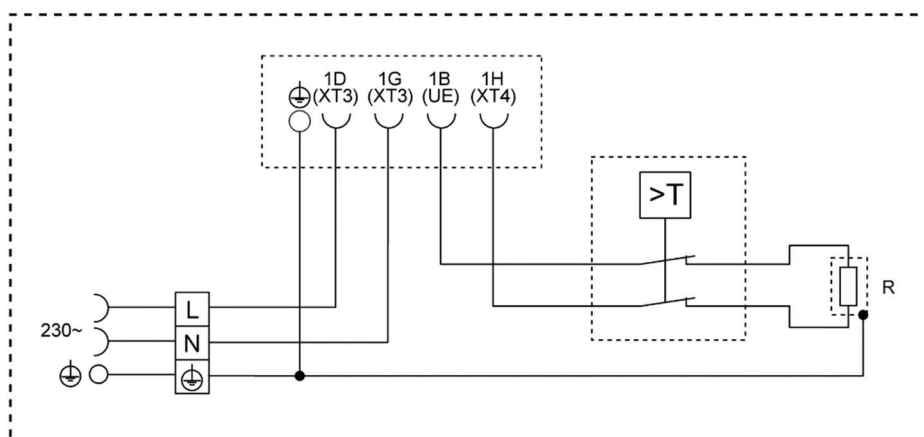 1D 1G 1B 1H
(XT3) (XT3) (UE) (XT4)
>T
R
L
230~
N